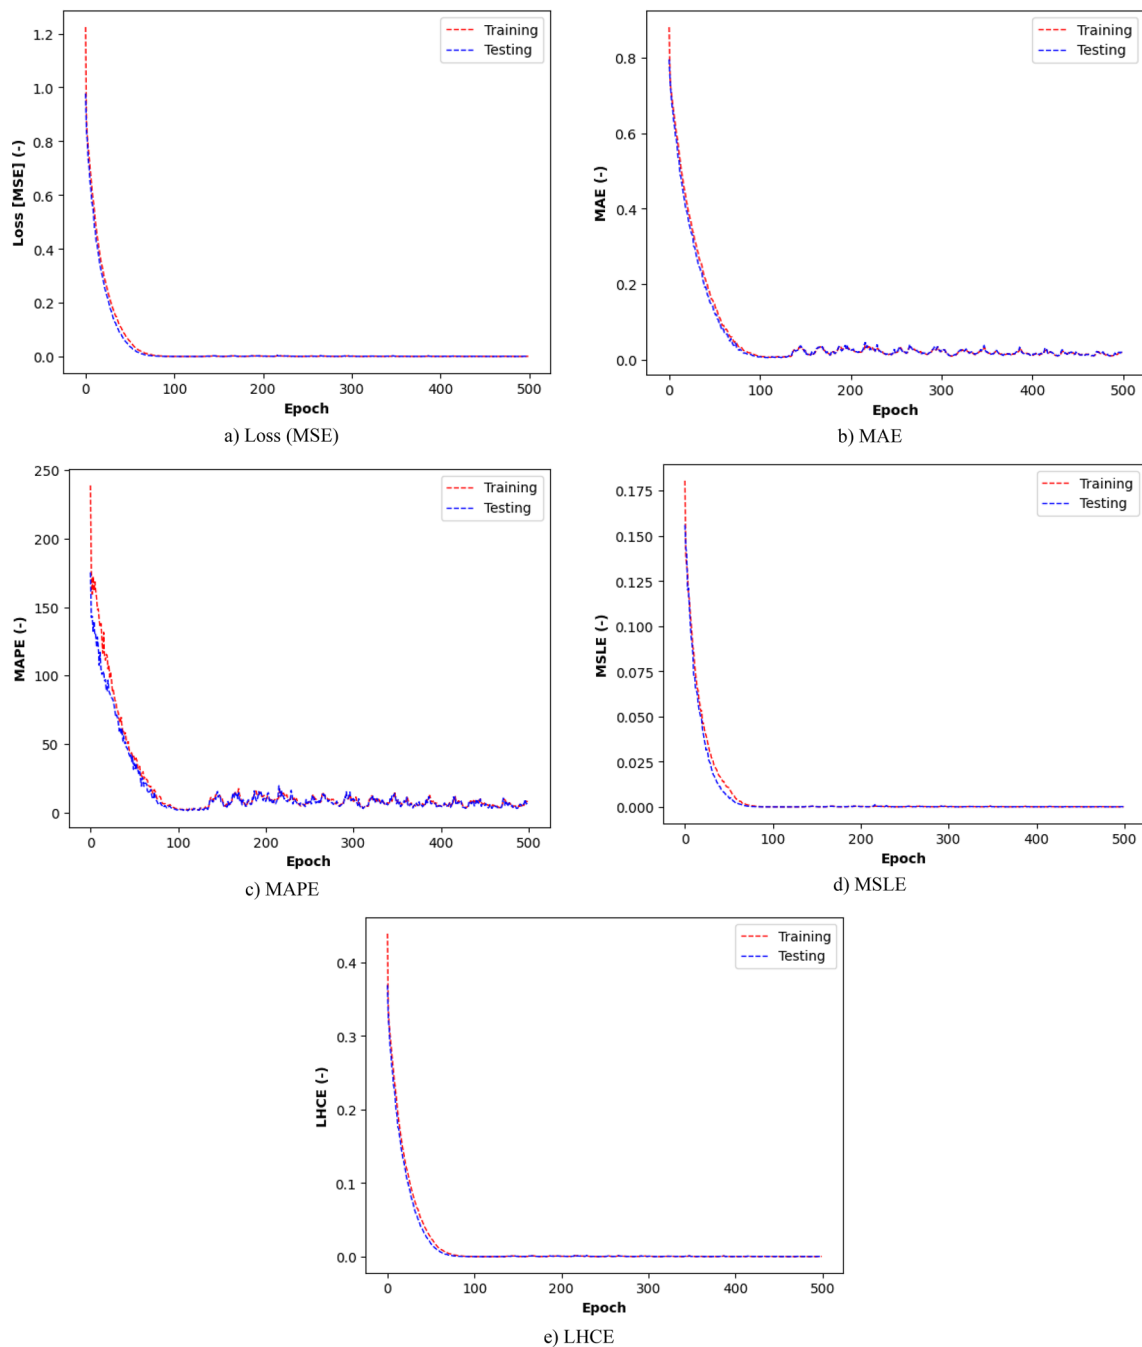 Loss [MSE] (-)
1.2
1.0
0.8
0.6
0.4
0.2
0.0
Training
Testing
0 100 200 300 400 500
Epoch
a) Loss (MSE)
MAE (-)
0.8
0.6
0.4
0.2
0.0
Training
Testing
0 100 200 300 400 500
Epoch
b) MAE
MAPE (-)
250
200
150
100
50
0
Training
Testing
0 100 200 300 400 500
Epoch
c) MAPE
MSLE (-)
0.175
0.150
0.125
0.100
0.075
0.050
0.025
0.000
Training
Testing
0 100 200 300 400 500
Epoch
d) MSLE
LHCE (-)
0.4
0.3
0.2
0.1
0.0
Training
Testing
0 100 200 300 400 500
Epoch
e) LHCE